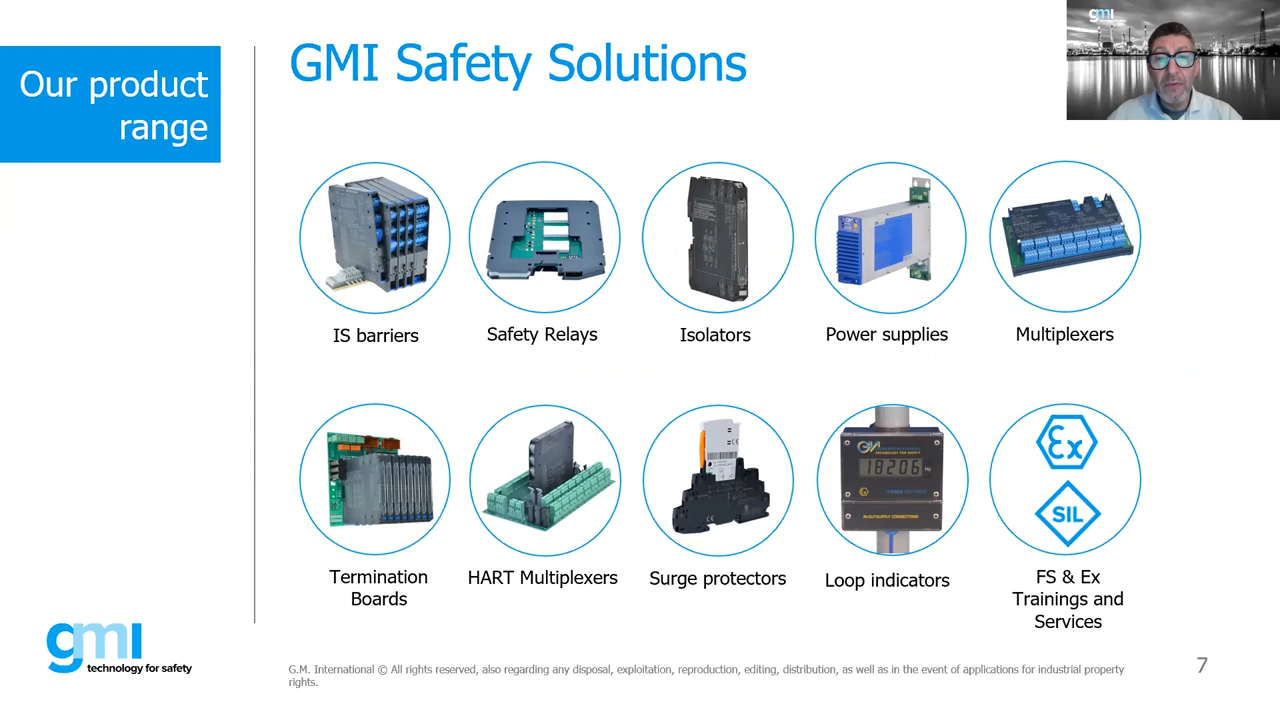 Our product
range
GMI Safety Solutions
gmi
IS barriers
Safety Relays
Isolators
Power supplies
Multiplexers
18206 Hz
Ex
SIL
Termination
Boards
HART Multiplexers
Surge protectors
Loop indicators
FS & Ex
Trainings and
Services
gmi
technology for safety
G.M. International © All rights reserved, also regarding any disposal, exploitation, reproduction, editing, distribution, as well as in the event of applications for industrial property
rights.
7